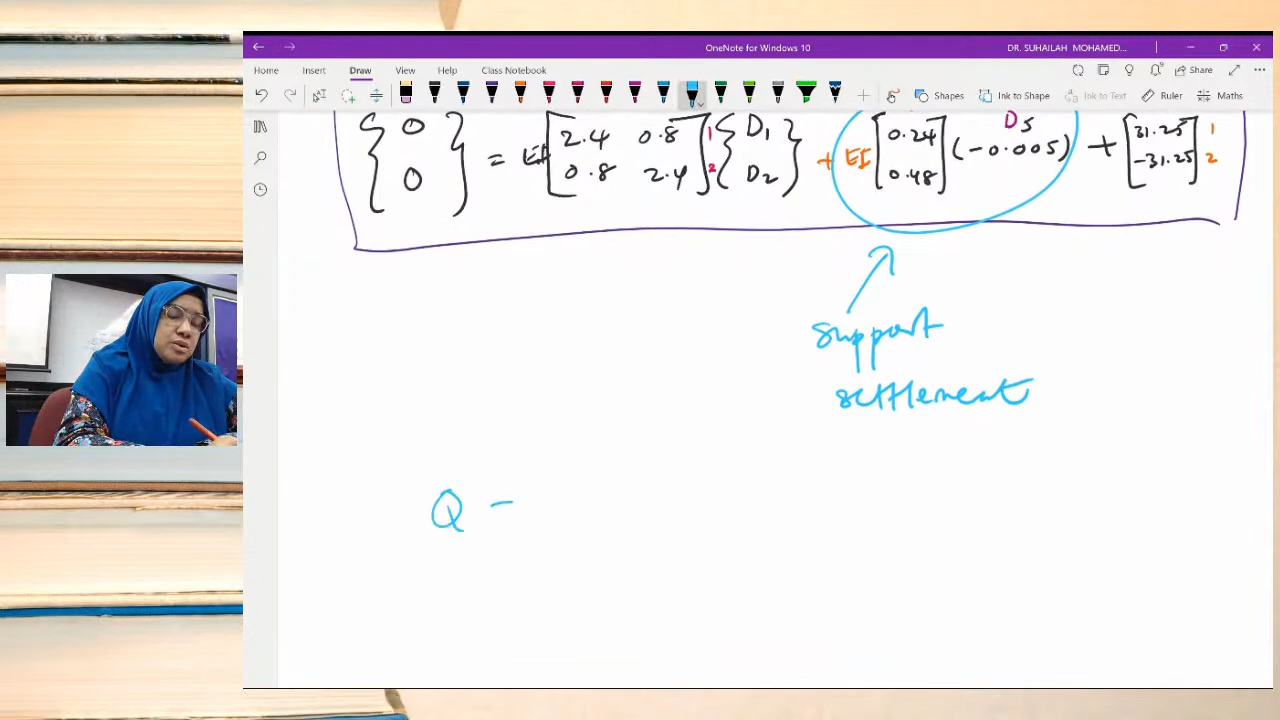 OneNote for Windows 10 DR. SUHAILAH MOHAMED...
Home Insert Draw View Help Class Notebook Share
Shapes Ink to Shape Ink to Text Ruler Maths
{0 0} = EI [2.4 0.8 0.8 2.4] 1 2 {D1 D2} + EI [0.24 0.48] D5 (-0.005) + [31.25 -31.25] 1 2
support
settlement
Q -